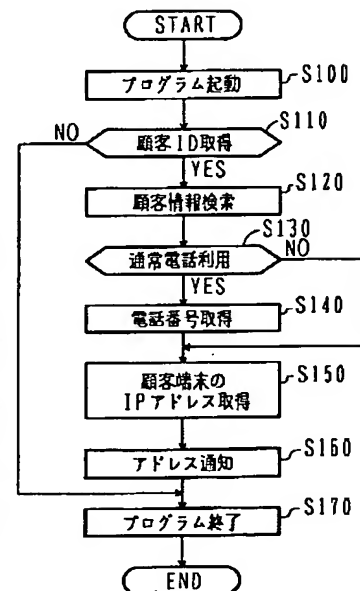 START
プログラム起動
S100
顧客ID取得
S110
NO
YES
顧客情報検索
S120
通常電話利用
S130
NO
YES
電話番号取得
S140
顧客端末の
IPアドレス取得
S150
アドレス通知
S160
プログラム終了
S170
END